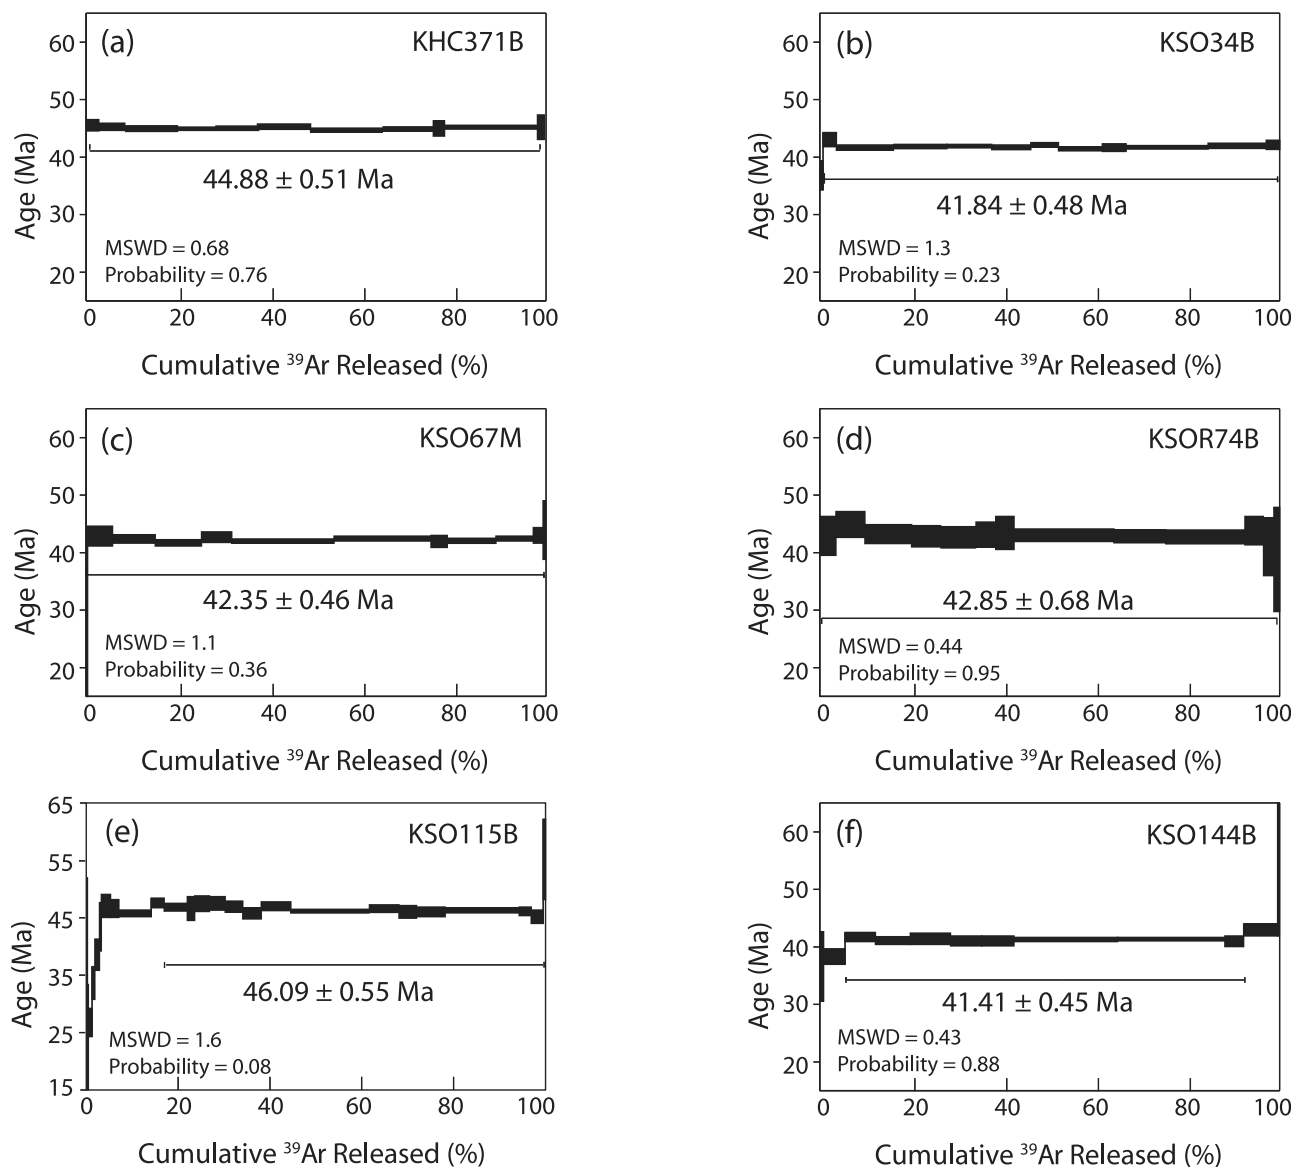 (a) KHC371B
60
50
40
30
20
Age (Ma)
44.88 ± 0.51 Ma
MSWD = 0.68
Probability = 0.76
0 20 40 60 80 100
Cumulative ³⁹Ar Released (%)
(b) KSO34B
60
50
40
30
20
Age (Ma)
41.84 ± 0.48 Ma
MSWD = 1.3
Probability = 0.23
0 20 40 60 80 100
Cumulative ³⁹Ar Released (%)
(c) KSO67M
60
50
40
30
20
Age (Ma)
42.35 ± 0.46 Ma
MSWD = 1.1
Probability = 0.36
0 20 40 60 80 100
Cumulative ³⁹Ar Released (%)
(d) KSOR74B
60
50
40
30
20
Age (Ma)
42.85 ± 0.68 Ma
MSWD = 0.44
Probability = 0.95
0 20 40 60 80 100
Cumulative ³⁹Ar Released (%)
(e) KSO115B
65
55
45
35
25
15
Age (Ma)
46.09 ± 0.55 Ma
MSWD = 1.6
Probability = 0.08
0 20 40 60 80 100
Cumulative ³⁹Ar Released (%)
(f) KSO144B
60
50
40
30
20
Age (Ma)
41.41 ± 0.45 Ma
MSWD = 0.43
Probability = 0.88
0 20 40 60 80 100
Cumulative ³⁹Ar Released (%)